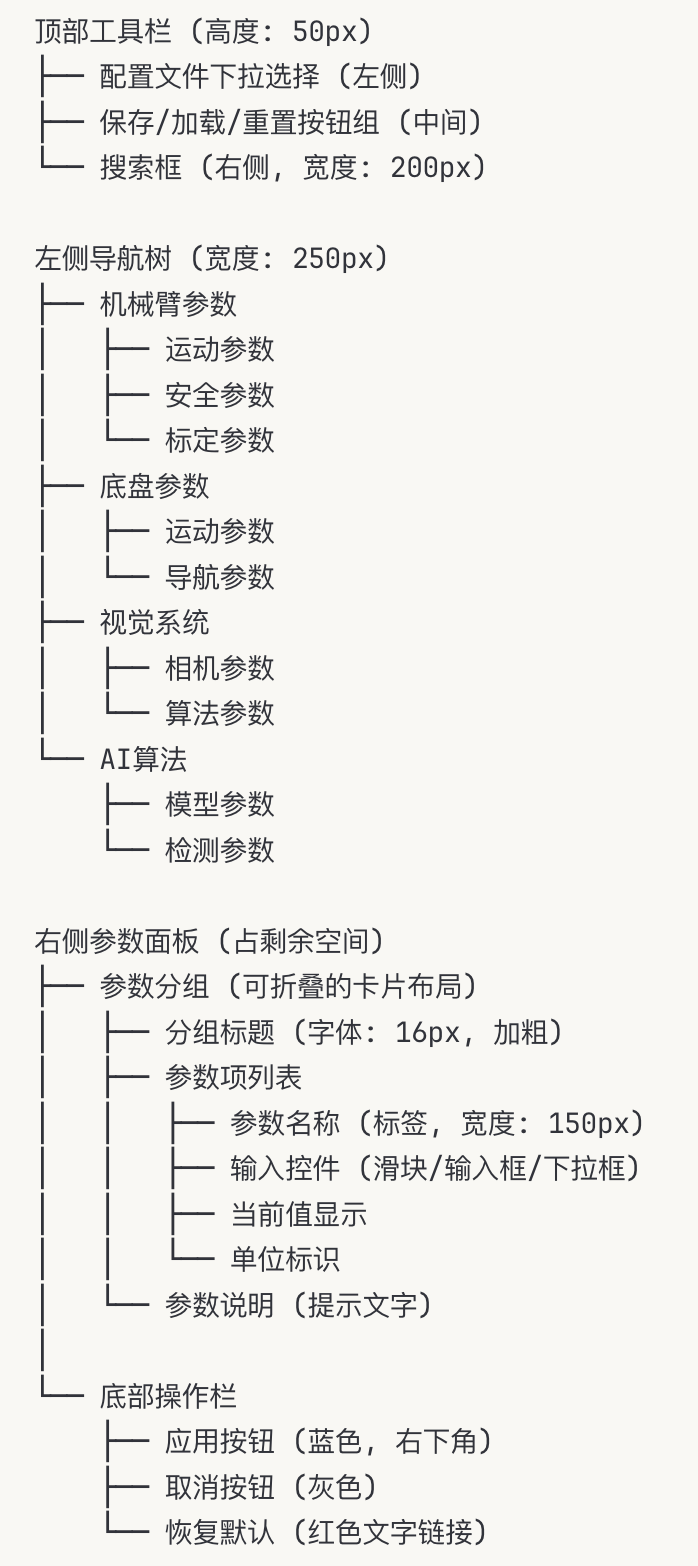 顶部工具栏 (高度: 50px)
├── 配置文件下拉选择 (左侧)
├── 保存/加载/重置按钮组 (中间)
└── 搜索框 (右侧, 宽度: 200px)

左侧导航树 (宽度: 250px)
├── 机械臂参数
│   ├── 运动参数
│   ├── 安全参数
│   └── 标定参数
├── 底盘参数
│   ├── 运动参数
│   └── 导航参数
├── 视觉系统
│   ├── 相机参数
│   └── 算法参数
└── AI算法
    ├── 模型参数
    └── 检测参数

右侧参数面板 (占剩余空间)
├── 参数分组 (可折叠的卡片布局)
│   ├── 分组标题 (字体: 16px, 加粗)
│   ├── 参数项列表
│   │   ├── 参数名称 (标签, 宽度: 150px)
│   │   ├── 输入控件 (滑块/输入框/下拉框)
│   │   ├── 当前值显示
│   │   └── 单位标识
│   └── 参数说明 (提示文字)
│
└── 底部操作栏
    ├── 应用按钮 (蓝色, 右下角)
    ├── 取消按钮 (灰色)
    └── 恢复默认 (红色文字链接)